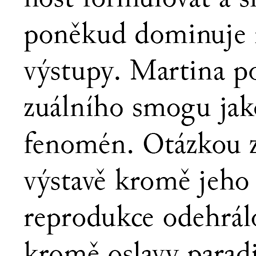 nost formulovat a s
poněkud dominuje
výstupy. Martina po
zuálního smogu jako
fenomén. Otázkou z
výstavě kromě jeho
reprodukce odehrálo
kromě oslavy parad